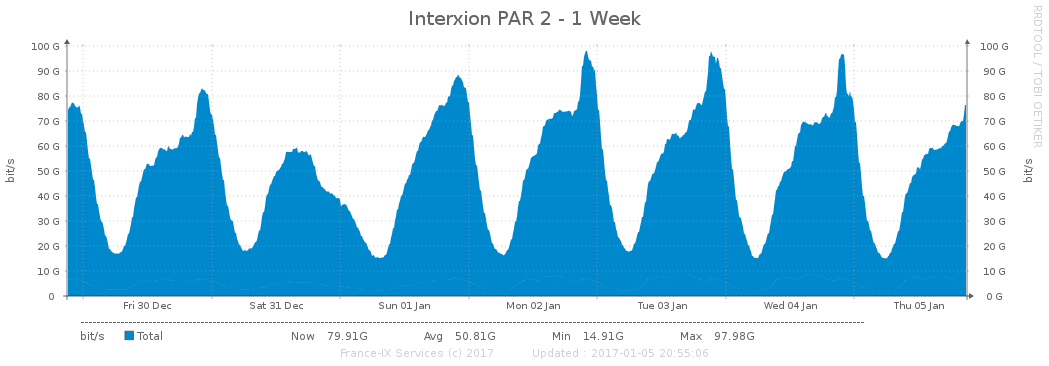 Interxion PAR 2 - 1 Week
RRDTOOL / TOBI OETIKER
bit/s
100 G 100 G
90 G 90 G
80 G 80 G
70 G 70 G
60 G 60 G
50 G 50 G
40 G 40 G
30 G 30 G
20 G 20 G
10 G 10 G
0 0 G
bit/s
Fri 30 Dec Sat 31 Dec Sun 01 Jan Mon 02 Jan Tue 03 Jan Wed 04 Jan Thu 05 Jan
bit/s Total Now 79.91G Avg 50.81G Min 14.91G Max 97.98G
France-IX Services (c) 2017 Updated : 2017-01-05 20:55:06